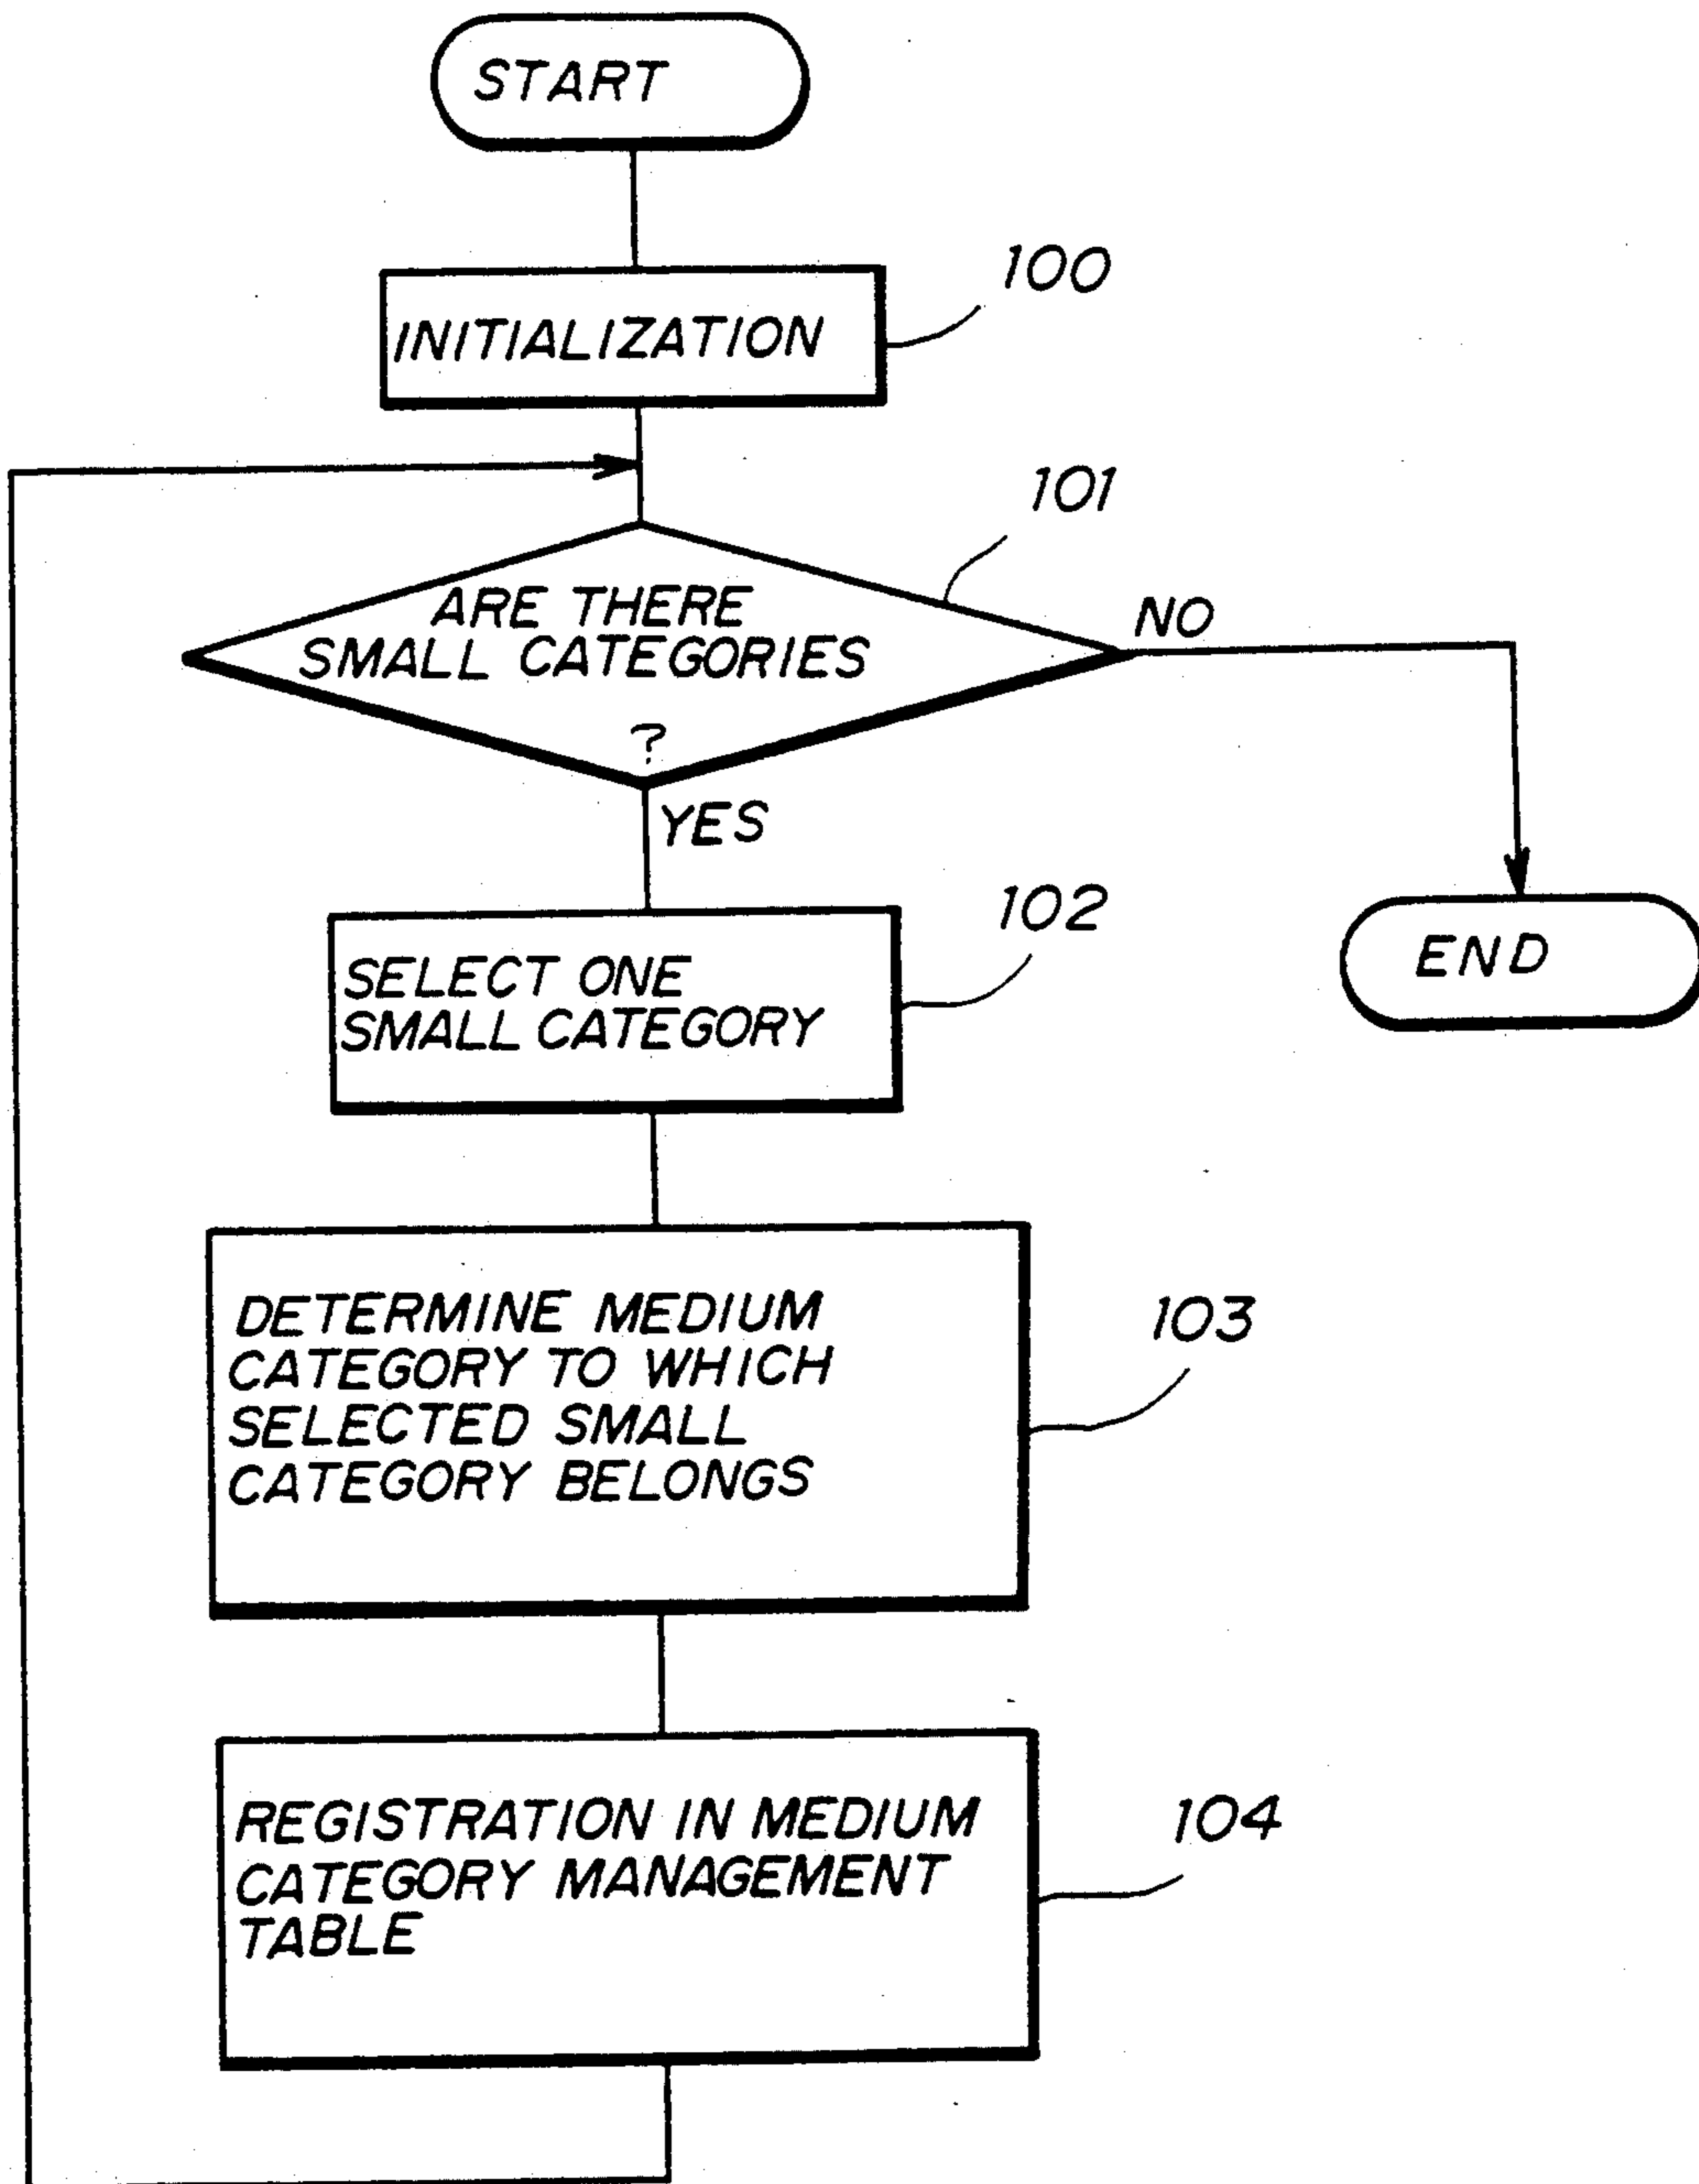 START
100
INITIALIZATION
101
ARE THERE
SMALL CATEGORIES
?
NO
YES
102
SELECT ONE
SMALL CATEGORY
END
103
DETERMINE MEDIUM
CATEGORY TO WHICH
SELECTED SMALL
CATEGORY BELONGS
104
REGISTRATION IN MEDIUM
CATEGORY MANAGEMENT
TABLE